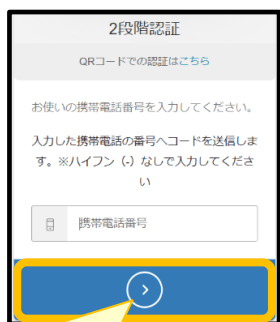 2段階認証
QRコードでの認証はこちら
お使いの携帯電話番号を入力してください。
入力した携帯電話の番号へコードを送信しま
す。※ハイフン（-）なしで入力してくださ
い
携帯電話番号